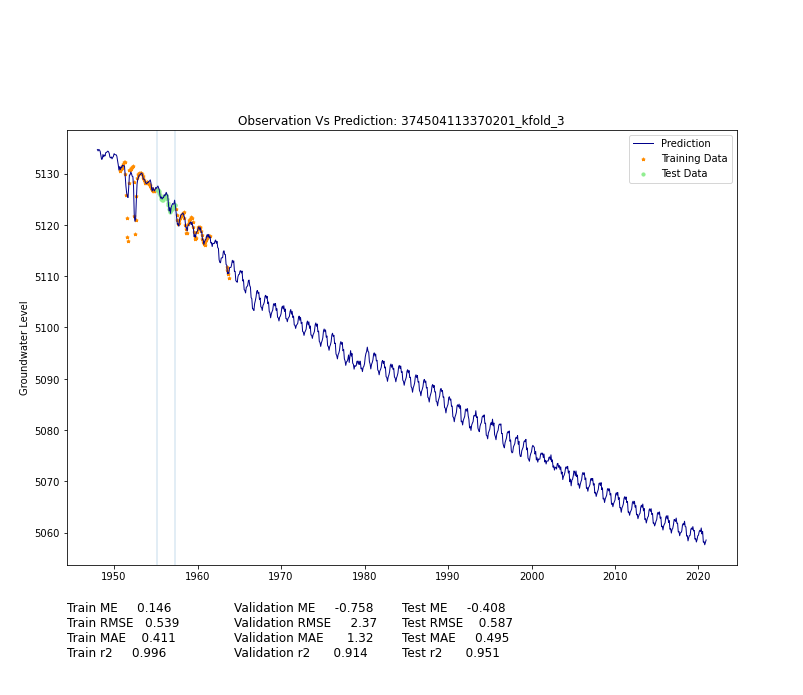 Observation Vs Prediction: 374504113370201_kfold_3
Prediction
Training Data
Test Data
Groundwater Level
5130
5120
5110
5100
5090
5080
5070
5060
1950 1960 1970 1980 1990 2000 2010 2020
Train ME 0.146 Validation ME -0.758 Test ME -0.408
Train RMSE 0.539 Validation RMSE 2.37 Test RMSE 0.587
Train MAE 0.411 Validation MAE 1.32 Test MAE 0.495
Train r2 0.996 Validation r2 0.914 Test r2 0.951